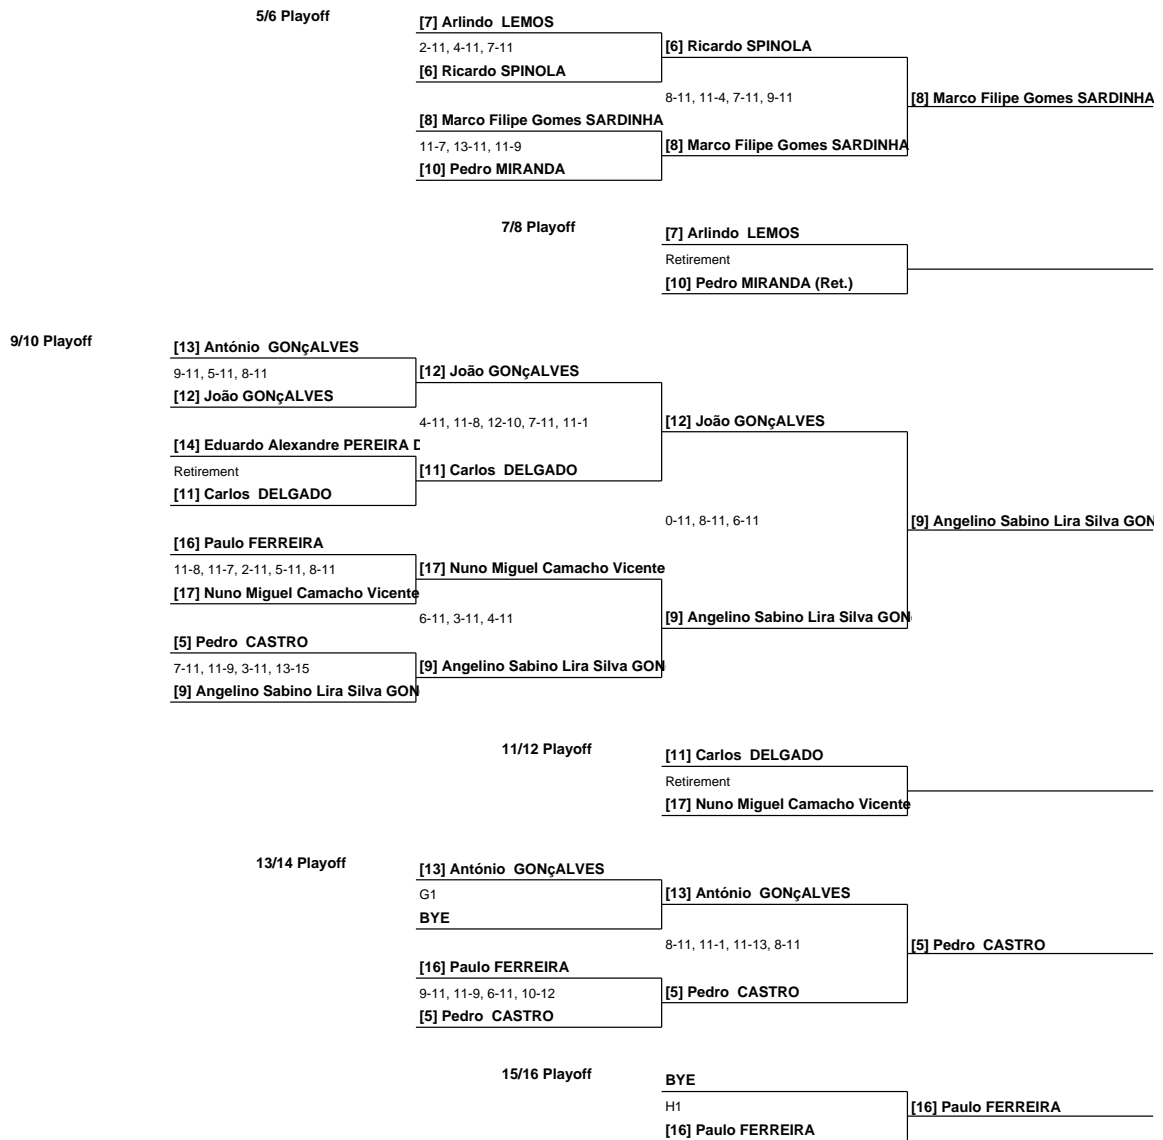 5/6 Playoff
[7] Arlindo LEMOS
2-11, 4-11, 7-11
[6] Ricardo SPINOLA
[6] Ricardo SPINOLA
8-11, 11-4, 7-11, 9-11
[8] Marco Filipe Gomes SARDINHA
[8] Marco Filipe Gomes SARDINHA
11-7, 13-11, 11-9
[8] Marco Filipe Gomes SARDINHA
[10] Pedro MIRANDA
7/8 Playoff
[7] Arlindo LEMOS
Retirement
[10] Pedro MIRANDA (Ret.)
9/10 Playoff
[13] António GONçALVES
9-11, 5-11, 8-11
[12] João GONçALVES
[12] João GONçALVES
4-11, 11-8, 12-10, 7-11, 11-1
[12] João GONçALVES
[14] Eduardo Alexandre PEREIRA D
Retirement
[11] Carlos DELGADO
[11] Carlos DELGADO
0-11, 8-11, 6-11
[9] Angelino Sabino Lira Silva GON
[16] Paulo FERREIRA
11-8, 11-7, 2-11, 5-11, 8-11
[17] Nuno Miguel Camacho Vicente
[17] Nuno Miguel Camacho Vicente
6-11, 3-11, 4-11
[9] Angelino Sabino Lira Silva GON
[5] Pedro CASTRO
7-11, 11-9, 3-11, 13-15
[9] Angelino Sabino Lira Silva GON
[9] Angelino Sabino Lira Silva GON
11/12 Playoff
[11] Carlos DELGADO
Retirement
[17] Nuno Miguel Camacho Vicente
13/14 Playoff
[13] António GONçALVES
G1
[13] António GONçALVES
BYE
8-11, 11-1, 11-13, 8-11
[5] Pedro CASTRO
[16] Paulo FERREIRA
9-11, 11-9, 6-11, 10-12
[5] Pedro CASTRO
[5] Pedro CASTRO
15/16 Playoff
BYE
H1
[16] Paulo FERREIRA
[16] Paulo FERREIRA